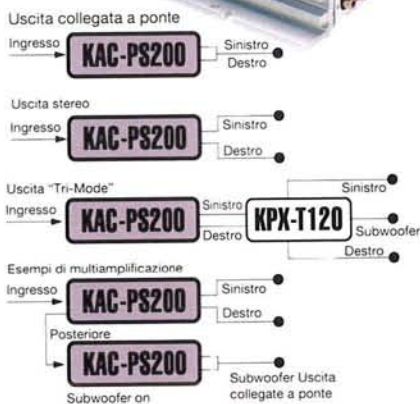 Uscita collegata a ponte
Ingresso
KAC-PS200
Sinistro
Destro
Uscita stereo
Ingresso
KAC-PS200
Sinistro
Destro
Uscita "Tri-Mode"
Ingresso
KAC-PS200
Sinistro
Destro
KPX-T120
Sinistro
Subwoofer
Destro
Esempi di multiamplificazione
Ingresso
KAC-PS200
Sinistro
Destro
Posteriore
KAC-PS200
Subwoofer on
Subwoofer Uscita
collegate a ponte